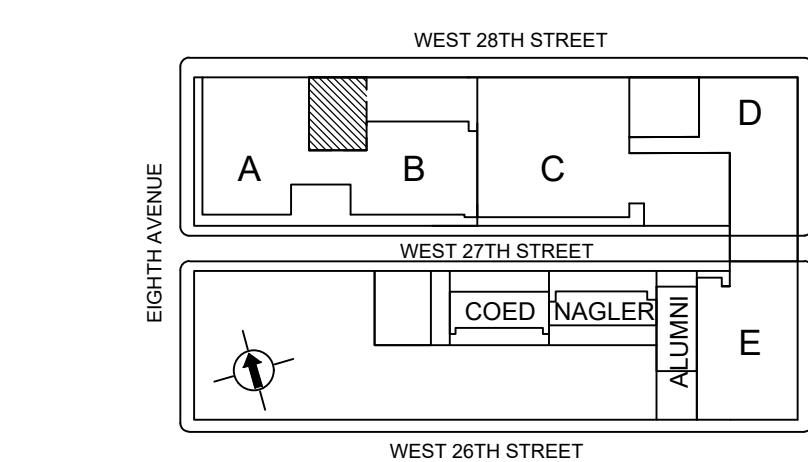 WEST 28TH STREET
D
A
B
C
EIGHTH AVENUE
WEST 27TH STREET
COED
NAGLER
ALUMNI
E
WEST 26TH STREET